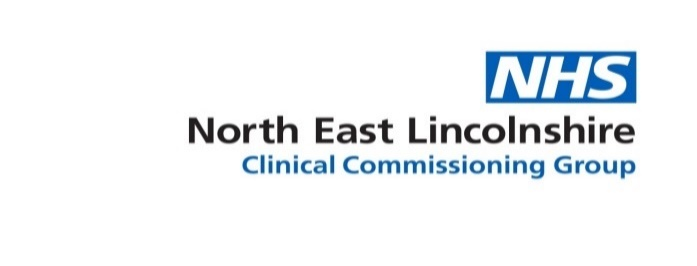 NHS
North East Lincolnshire
Clinical Commissioning Group